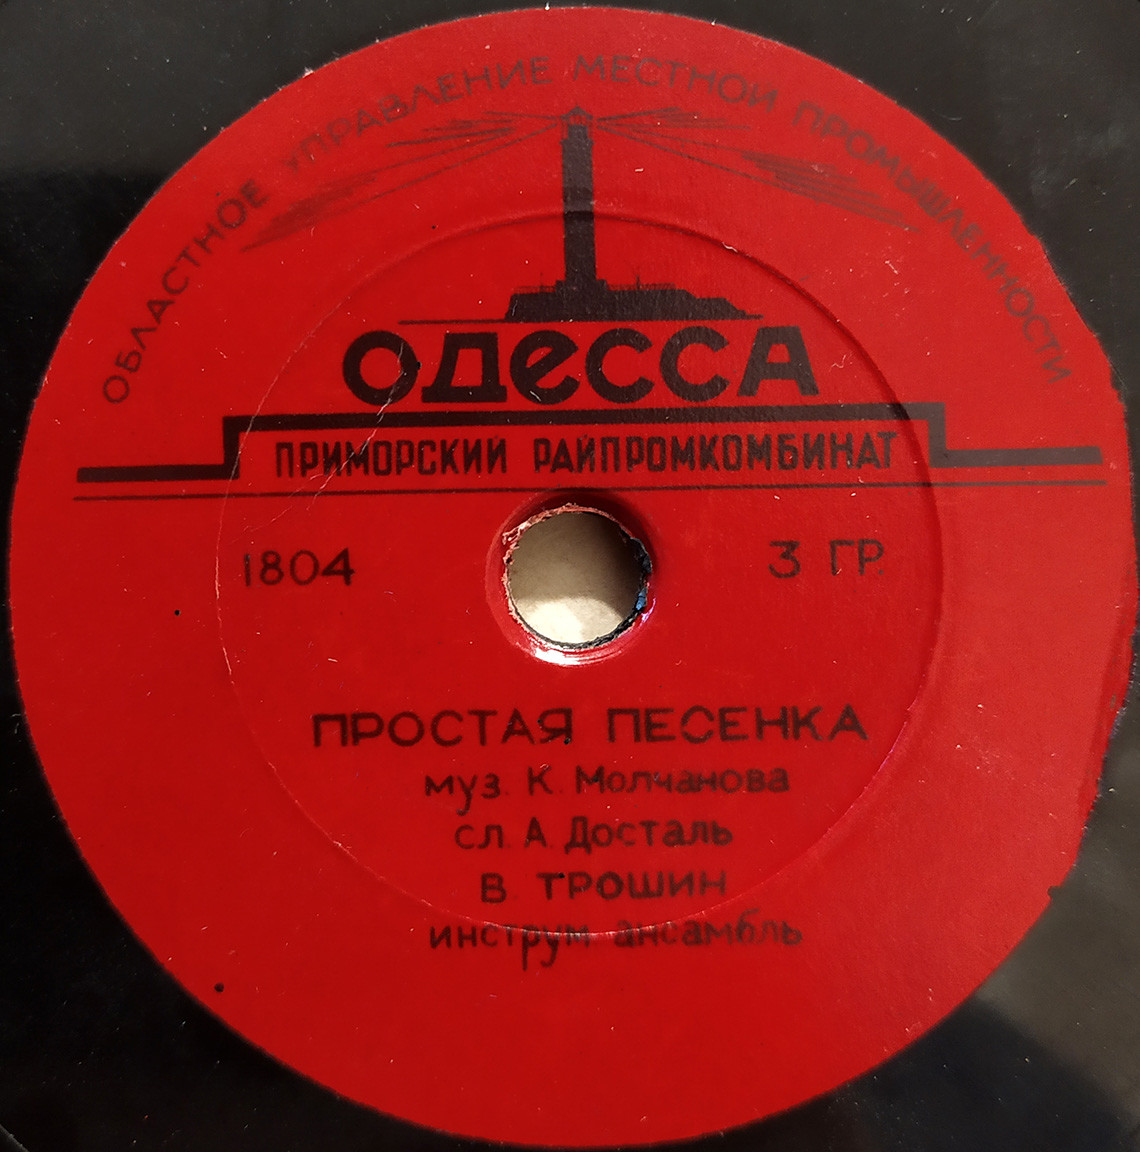 ОБЛАСТНОЕ УПРАВЛЕНИЕ МЕСТНОЙ ПРОМЫШЛЕННОСТИ
ОДЕССА
ПРИМОРСКИЙ РАЙПРОМКОМБИНАТ
1804 3 ГР.
ПРОСТАЯ ПЕСЕНКА
муз. К. Молчанова
сл. А. Досталь
В. ТРОШИН
инструм. ансамбль